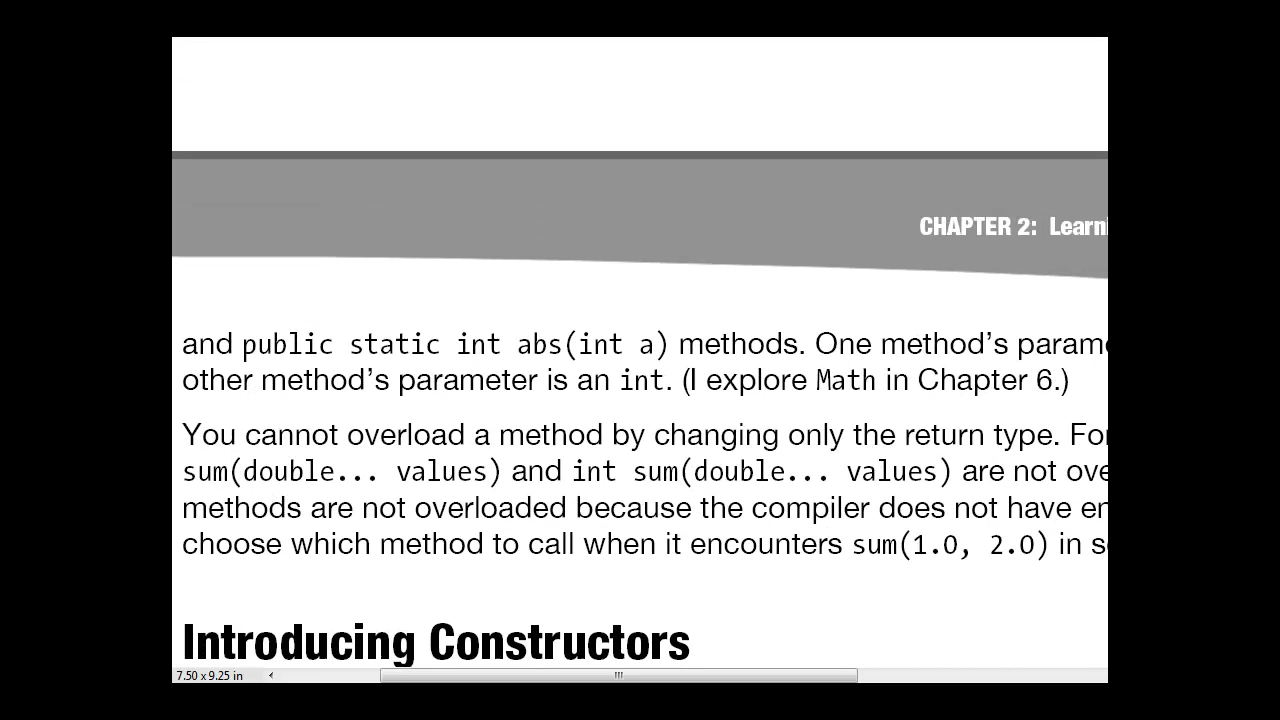 CHAPTER 2: Learni
and public static int abs(int a) methods. One method's parame
other method's parameter is an int. (I explore Math in Chapter 6.)
You cannot overload a method by changing only the return type. For
sum(double... values) and int sum(double... values) are not ove
methods are not overloaded because the compiler does not have en
choose which method to call when it encounters sum(1.0, 2.0) in so
Introducing Constructors
7.50 x 9.25 in